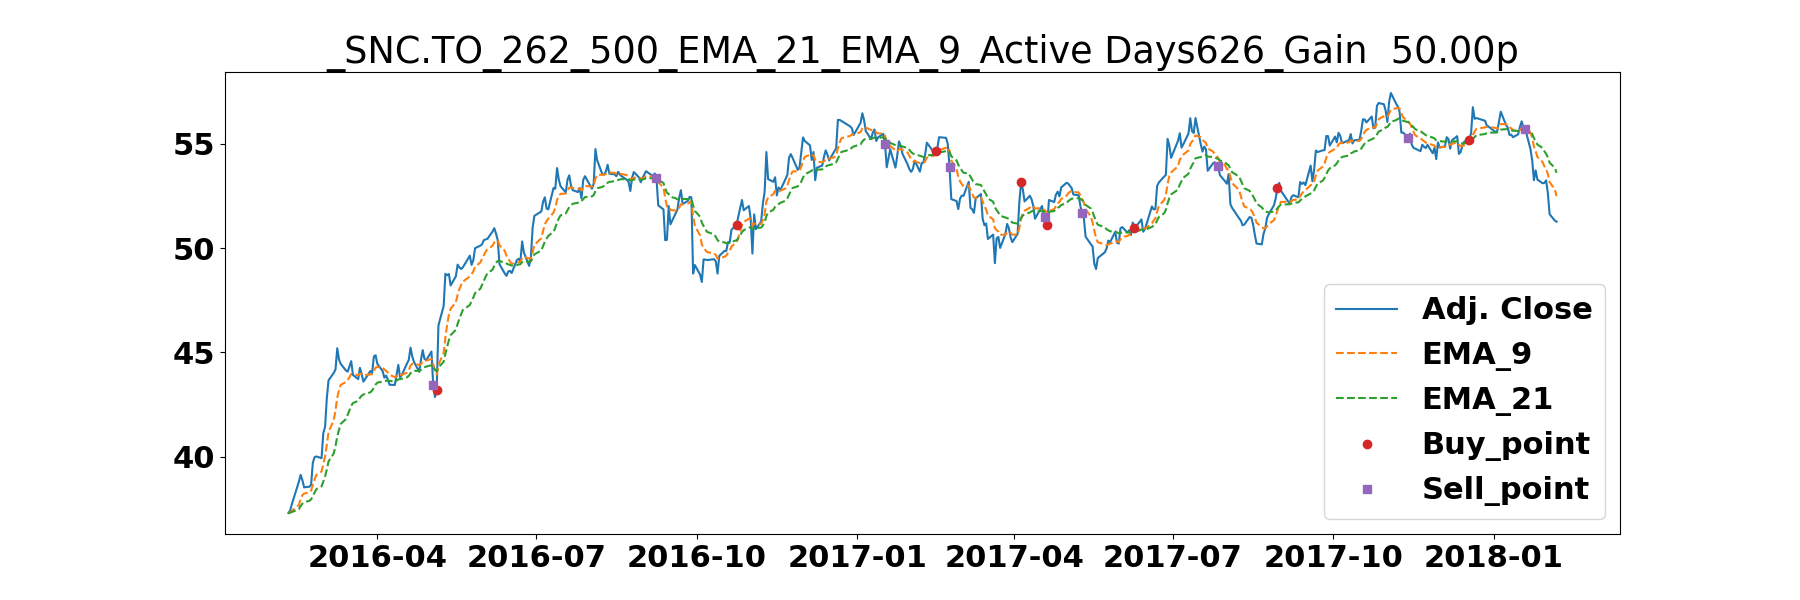 _SNC.TO_262_500_EMA_21_EMA_9_Active Days626_Gain  50.00p
55
50
45
40
2016-04 2016-07 2016-10 2017-01 2017-04 2017-07 2017-10 2018-01
Adj. Close
EMA_9
EMA_21
Buy_point
Sell_point